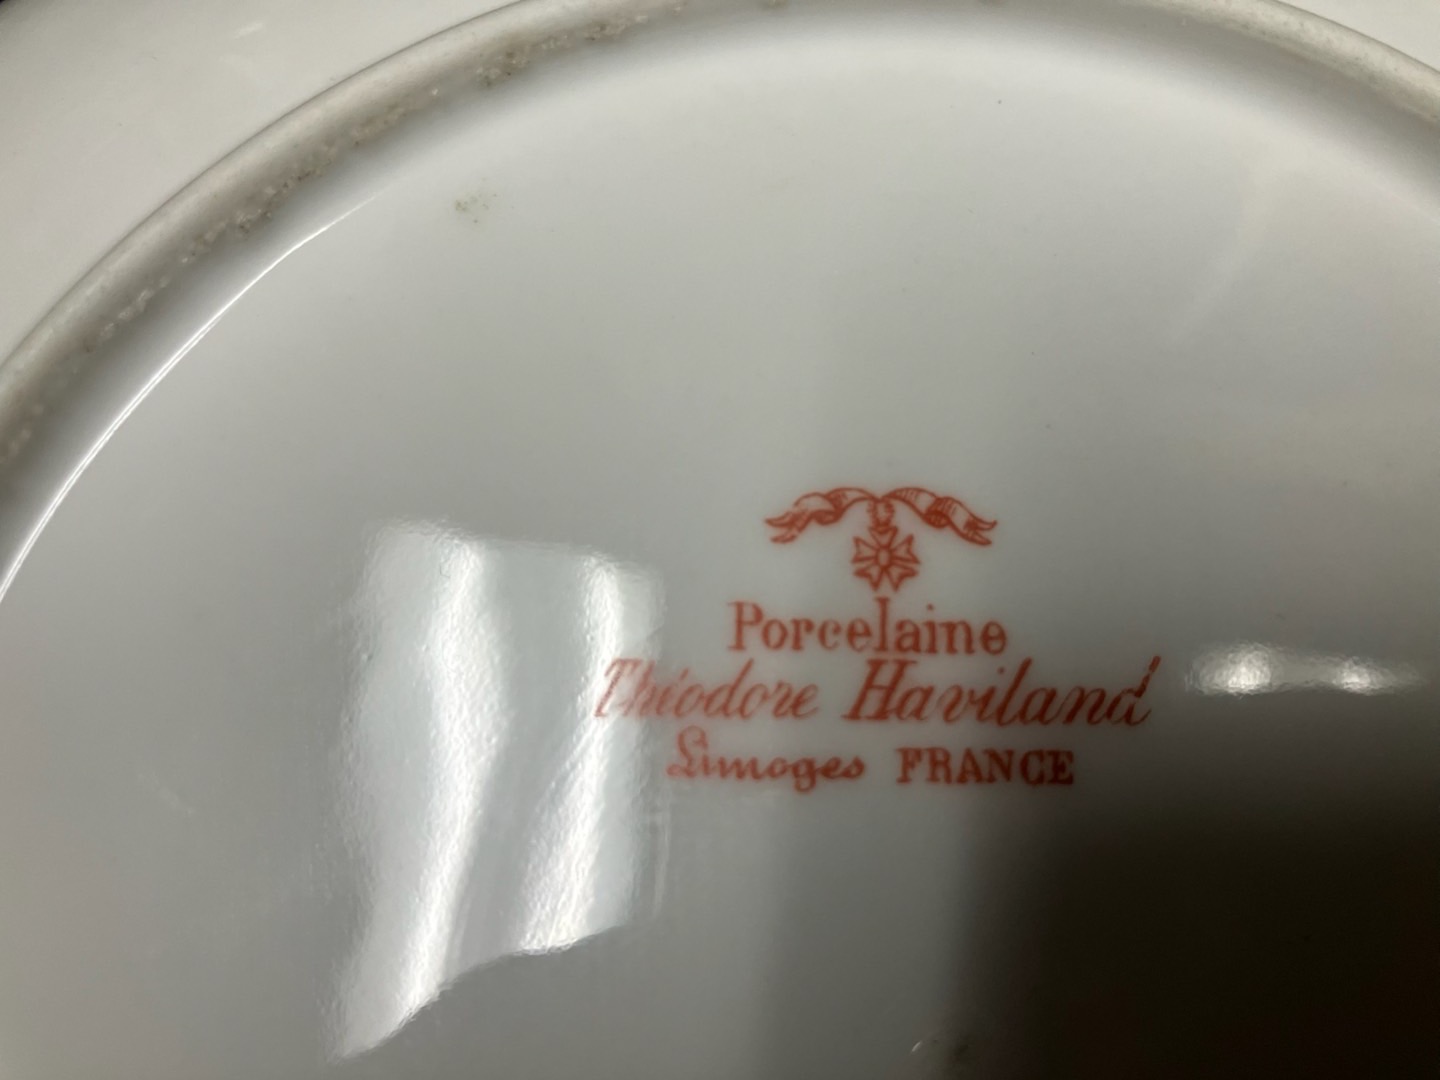 Porcelaine
Théodore Haviland
Limoges FRANCE